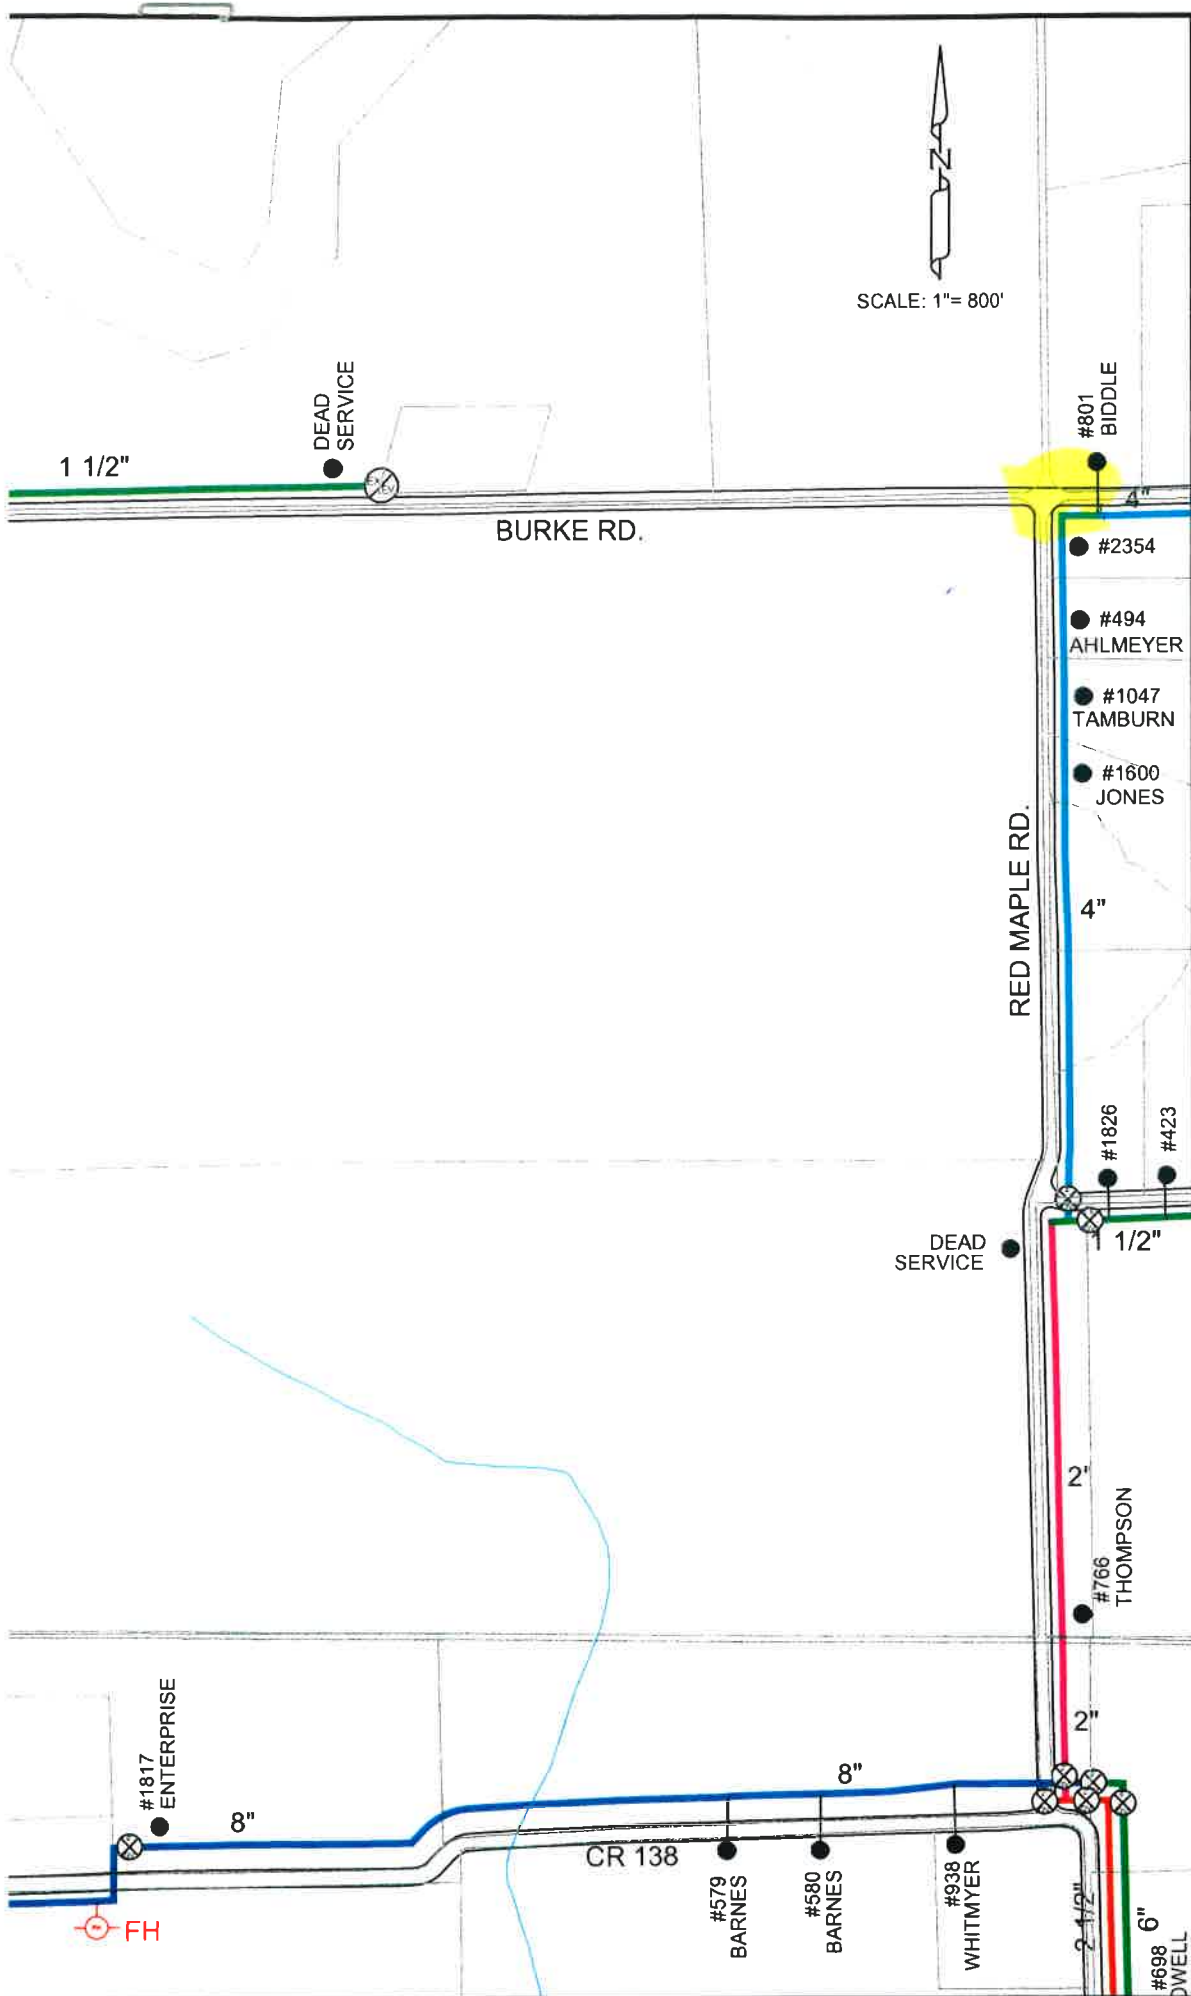 N
SCALE: 1"= 800'
DEAD
SERVICE
1 1/2"
BURKE RD.
#801
BIDDLE
4"
#2354
#494
AHLMEYER
#1047
TAMBURN
#1600
JONES
RED MAPLE RD.
4"
#1826
#423
1 1/2"
DEAD
SERVICE
2'
#766
THOMPSON
2"
#1817
ENTERPRISE
8"
8"
CR 138
#579
BARNES
#580
BARNES
#938
WHITMYER
FH
2 1/2"
6"
#698
OWELL